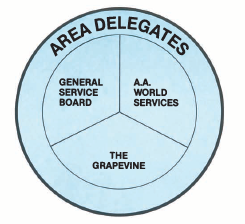 AREA DELEGATES
GENERAL
SERVICE
BOARD
A.A.
WORLD
SERVICES
THE
GRAPEVINE